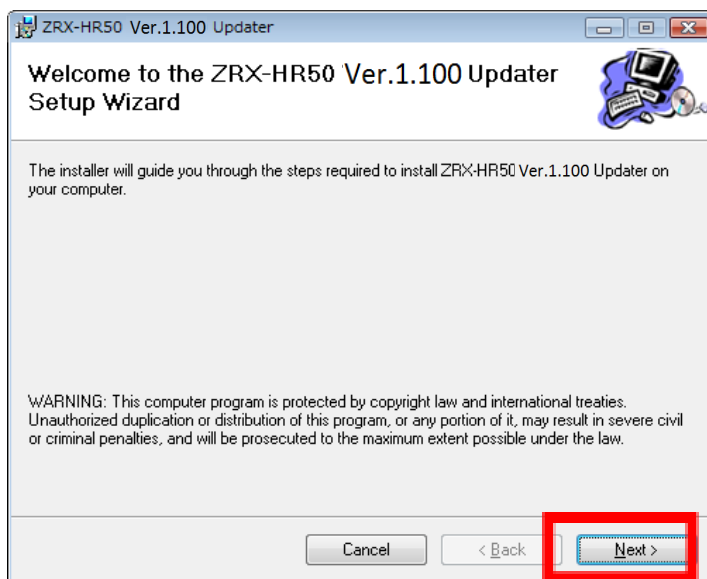 ZRX-HR50 Ver.1.100 Updater
Welcome to the ZRX-HR50 Ver.1.100 Updater
Setup Wizard
The installer will guide you through the steps required to install ZRX-HR50 Ver.1.100 Updater on
your computer.
WARNING: This computer program is protected by copyright law and international treaties.
Unauthorized duplication or distribution of this program, or any portion of it, may result in severe civil
or criminal penalties, and will be prosecuted to the maximum extent possible under the law.
Cancel
< Back
Next >